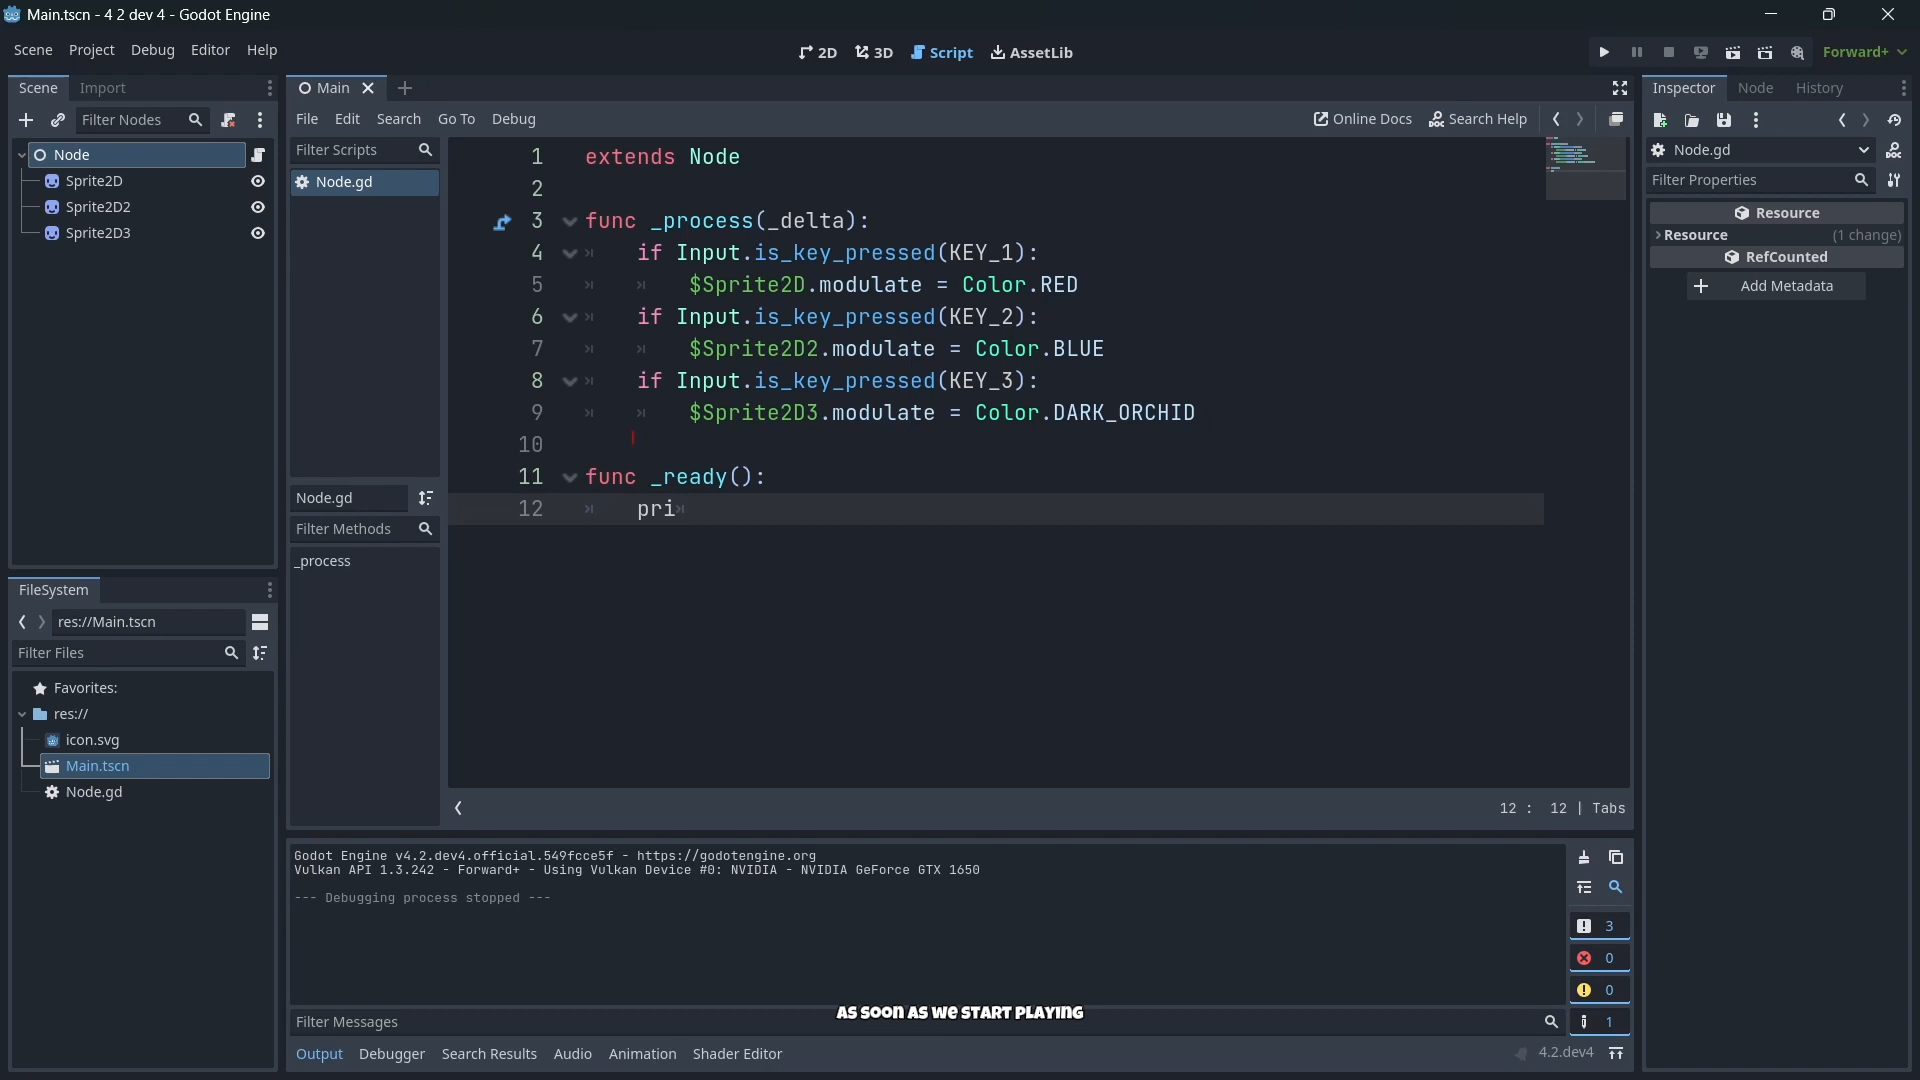 Main.tscn - 4 2 dev 4 - Godot Engine
Scene Project Debug Editor Help
2D 3D Script AssetLib
Forward+
Scene Import
Filter Nodes
Node
Sprite2D
Sprite2D2
Sprite2D3
FileSystem
res://Main.tscn
Filter Files
Favorites:
res://
icon.svg
Main.tscn
Node.gd
Main
File Edit Search Go To Debug
Online Docs Search Help
Filter Scripts
Node.gd
Node.gd
Filter Methods
_process
1 extends Node
2
3 func _process(_delta):
4 if Input.is_key_pressed(KEY_1):
5 $Sprite2D.modulate = Color.RED
6 if Input.is_key_pressed(KEY_2):
7 $Sprite2D2.modulate = Color.BLUE
8 if Input.is_key_pressed(KEY_3):
9 $Sprite2D3.modulate = Color.DARK_ORCHID
10
11 func _ready():
12 pri
12 : 12 | Tabs
Godot Engine v4.2.dev4.official.549fcce5f - https://godotengine.org
Vulkan API 1.3.242 - Forward+ - Using Vulkan Device #0: NVIDIA - NVIDIA GeForce GTX 1650
--- Debugging process stopped ---
3
0
0
1
AS SOON AS WE START PLAYING
Filter Messages
Output Debugger Search Results Audio Animation Shader Editor
4.2.dev4
Inspector Node History
Node.gd
Filter Properties
Resource
Resource (1 change)
RefCounted
Add Metadata